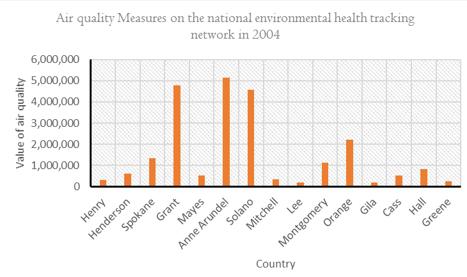 Air quality Measures on the national environmental health tracking
network in 2004
6,000,000
5,000,000
4,000,000
3,000,000
2,000,000
1,000,000
0
Value of air quality
Henry
Henderson
Spokane
Grant
Mayes
Anne Arundel
Solano
Mitchell
Lee
Montgomery
Orange
Gila
Cass
Hall
Greene
Country